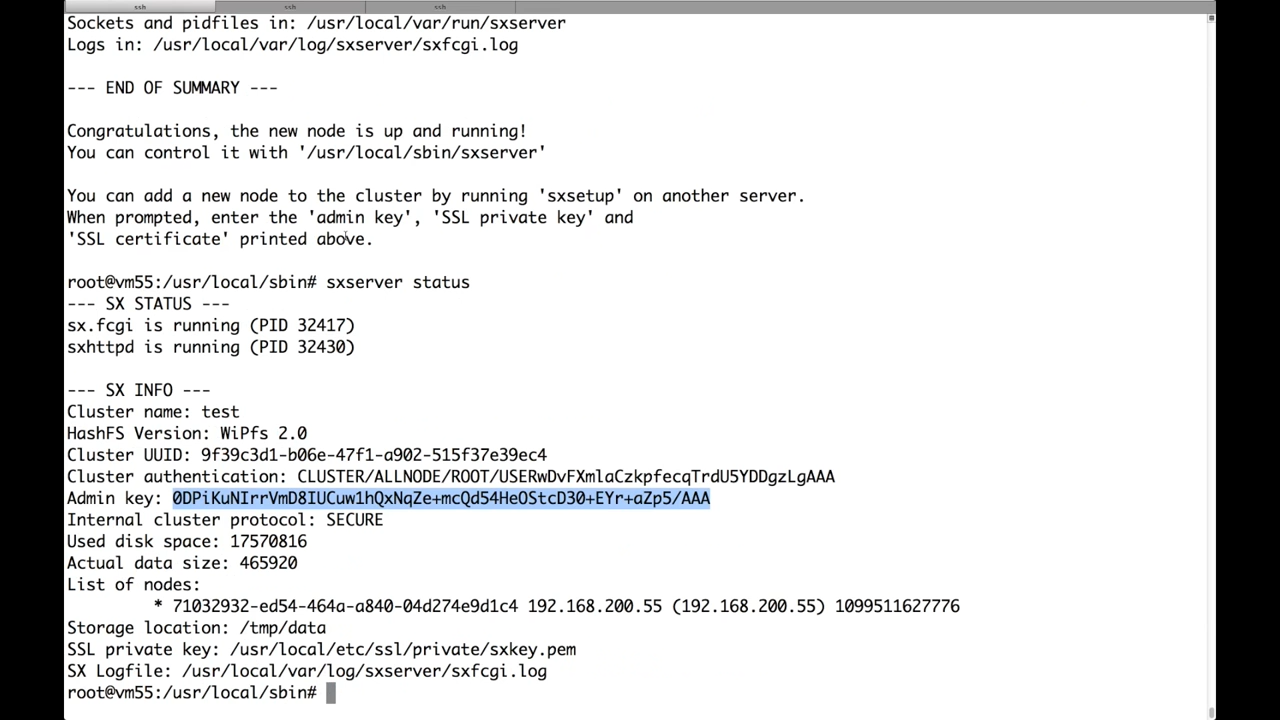 ssh ssh ssh
Sockets and pidfiles in: /usr/local/var/run/sxserver
Logs in: /usr/local/var/log/sxserver/sxfcgi.log
--- END OF SUMMARY ---
Congratulations, the new node is up and running!
You can control it with '/usr/local/sbin/sxserver'
You can add a new node to the cluster by running 'sxsetup' on another server.
When prompted, enter the 'admin key', 'SSL private key' and
'SSL certificate' printed above.
root@vm55:/usr/local/sbin# sxserver status
--- SX STATUS ---
sx.fcgi is running (PID 32417)
sxhttpd is running (PID 32430)
--- SX INFO ---
Cluster name: test
HashFS Version: WiPfs 2.0
Cluster UUID: 9f39c3d1-b06e-47f1-a902-515f37e39ec4
Cluster authentication: CLUSTER/ALLNODE/ROOT/USERwDvFXmlaCzkpfecqTrdU5YDDgzLgAAA
Admin key: 0DPiKuNIrrVmD8IUCuw1hQxNqZe+mcQd54HeOStcD30+EYr+aZp5/AAA
Internal cluster protocol: SECURE
Used disk space: 17570816
Actual data size: 465920
List of nodes:
* 71032932-ed54-464a-a840-04d274e9d1c4 192.168.200.55 (192.168.200.55) 1099511627776
Storage location: /tmp/data
SSL private key: /usr/local/etc/ssl/private/sxkey.pem
SX Logfile: /usr/local/var/log/sxserver/sxfcgi.log
root@vm55:/usr/local/sbin#